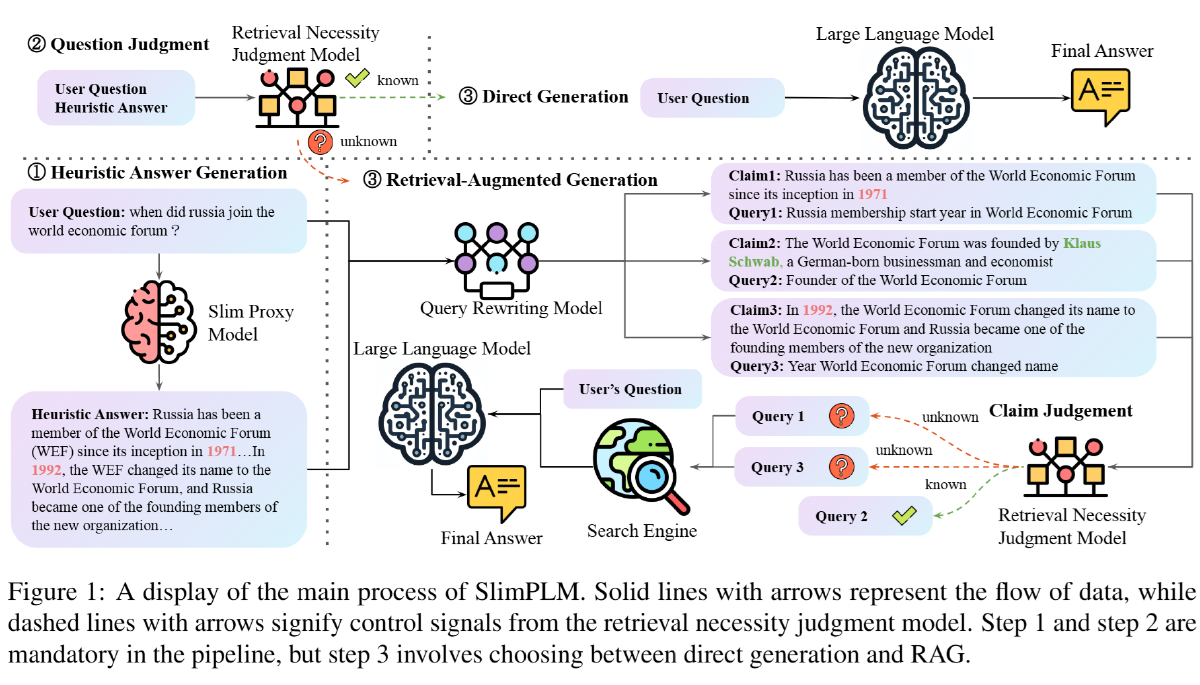 ② Question Judgment
User Question
Heuristic Answer
Retrieval Necessity
Judgment Model
known
unknown
③ Direct Generation
User Question
Large Language Model
Final Answer
A
① Heuristic Answer Generation
User Question: when did russia join the
world economic forum ?
Slim Proxy
Model
Heuristic Answer: Russia has been a
member of the World Economic Forum
(WEF) since its inception in 1971…In
1992, the WEF changed its name to the
World Economic Forum, and Russia
became one of the founding members of
the new organization…
③ Retrieval-Augmented Generation
Query Rewriting Model
Claim1: Russia has been a member of the World Economic Forum
since its inception in 1971
Query1: Russia membership start year in World Economic Forum
Claim2: The World Economic Forum was founded by Klaus
Schwab, a German-born businessman and economist
Query2: Founder of the World Economic Forum
Claim3: In 1992, the World Economic Forum changed its name to
the World Economic Forum and Russia became one of the
founding members of the new organization
Query3: Year World Economic Forum changed name
Claim Judgement
Retrieval Necessity
Judgment Model
unknown
unknown
known
Query 1
Query 3
Query 2
Search Engine
User's Question
Large Language Model
A
Final Answer
Figure 1: A display of the main process of SlimPLM. Solid lines with arrows represent the flow of data, while
dashed lines with arrows signify control signals from the retrieval necessity judgment model. Step 1 and step 2 are
mandatory in the pipeline, but step 3 involves choosing between direct generation and RAG.